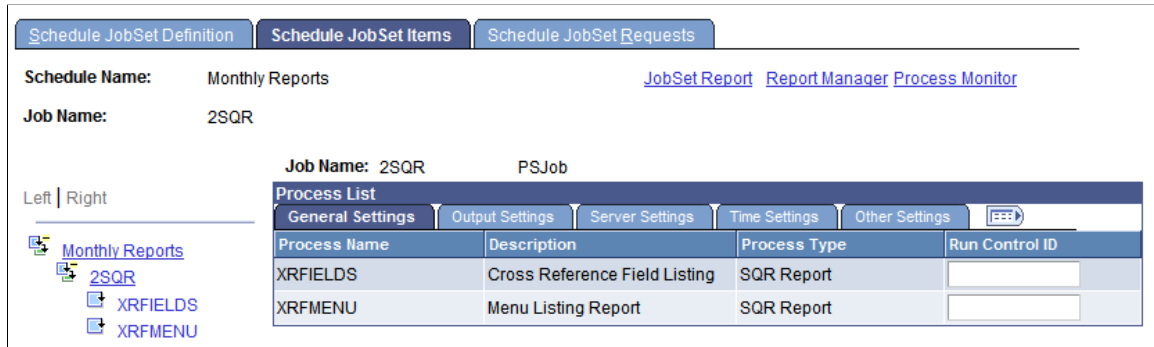 Schedule JobSet Definition Schedule JobSet Items Schedule JobSet Requests
Schedule Name: Monthly Reports JobSet Report Report Manager Process Monitor
Job Name: 2SQR
Job Name: 2SQR PSJob
Left | Right
Process List
General Settings Output Settings Server Settings Time Settings Other Settings
Process Name Description Process Type Run Control ID
XRFIELDS Cross Reference Field Listing SQR Report
XRFMENU Menu Listing Report SQR Report
Monthly Reports
2SQR
XRFIELDS
XRFMENU